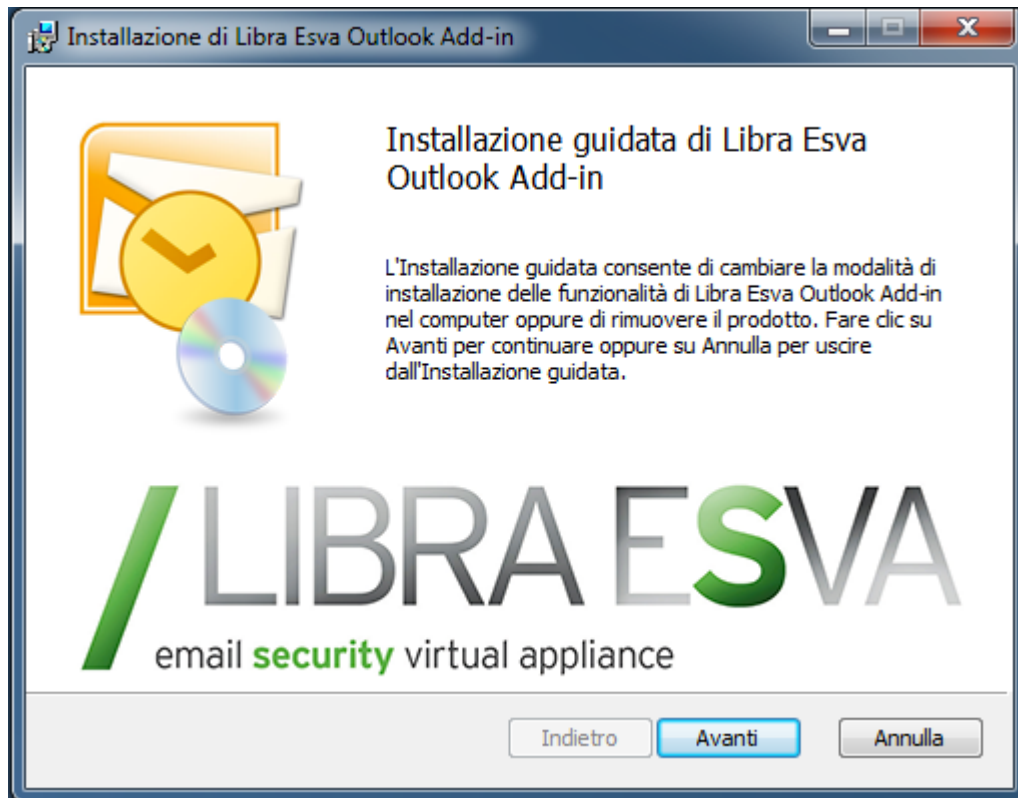 Installazione di Libra Esva Outlook Add-in
Installazione guidata di Libra Esva
Outlook Add-in
L'Installazione guidata consente di cambiare la modalità di
installazione delle funzionalità di Libra Esva Outlook Add-in
nel computer oppure di rimuovere il prodotto. Fare clic su
Avanti per continuare oppure su Annulla per uscire
dall'Installazione guidata.
/LIBRA ESVA
email security virtual appliance
Indietro
Avanti
Annulla